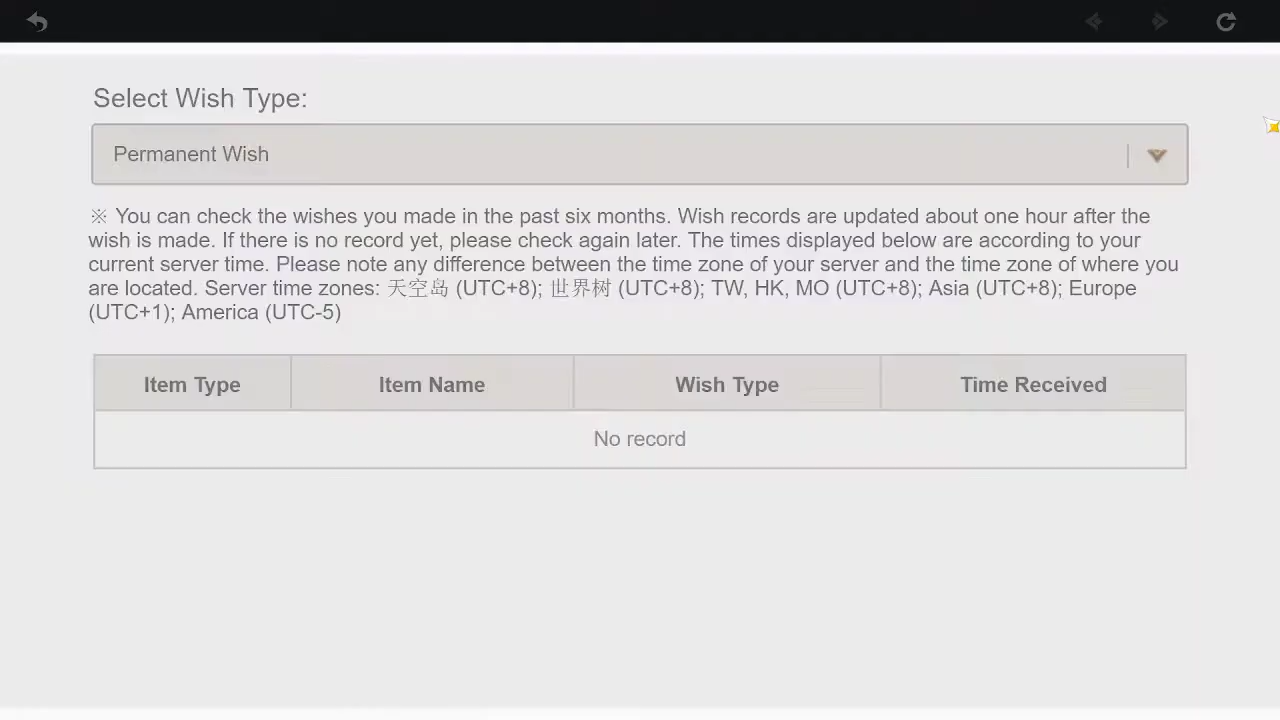 Select Wish Type:
Permanent Wish
※ You can check the wishes you made in the past six months. Wish records are updated about one hour after the
wish is made. If there is no record yet, please check again later. The times displayed below are according to your
current server time. Please note any difference between the time zone of your server and the time zone of where you
are located. Server time zones: 天空岛 (UTC+8); 世界树 (UTC+8); TW, HK, MO (UTC+8); Asia (UTC+8); Europe
(UTC+1); America (UTC-5)
Item Type Item Name Wish Type Time Received
No record